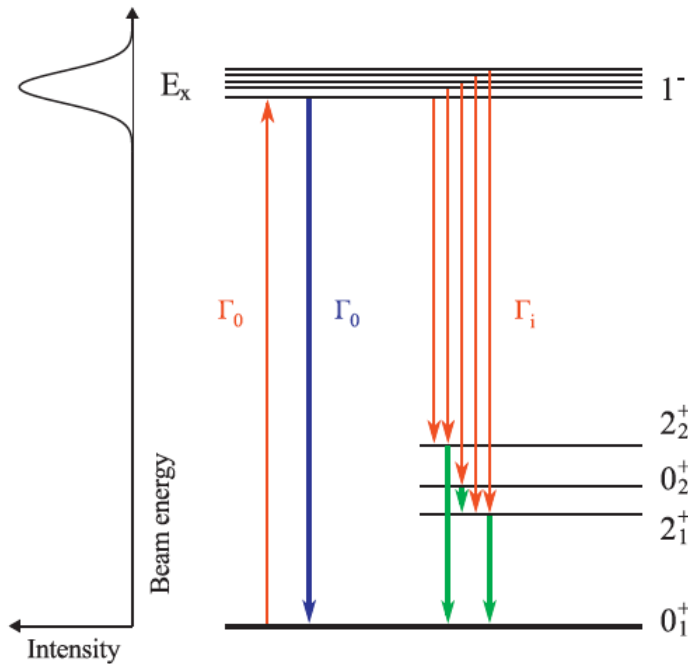 Eₓ
1⁻
Γ₀
Γ₀
Γᵢ
2₂⁺
0₂⁺
2₁⁺
0₁⁺
Beam energy
Intensity